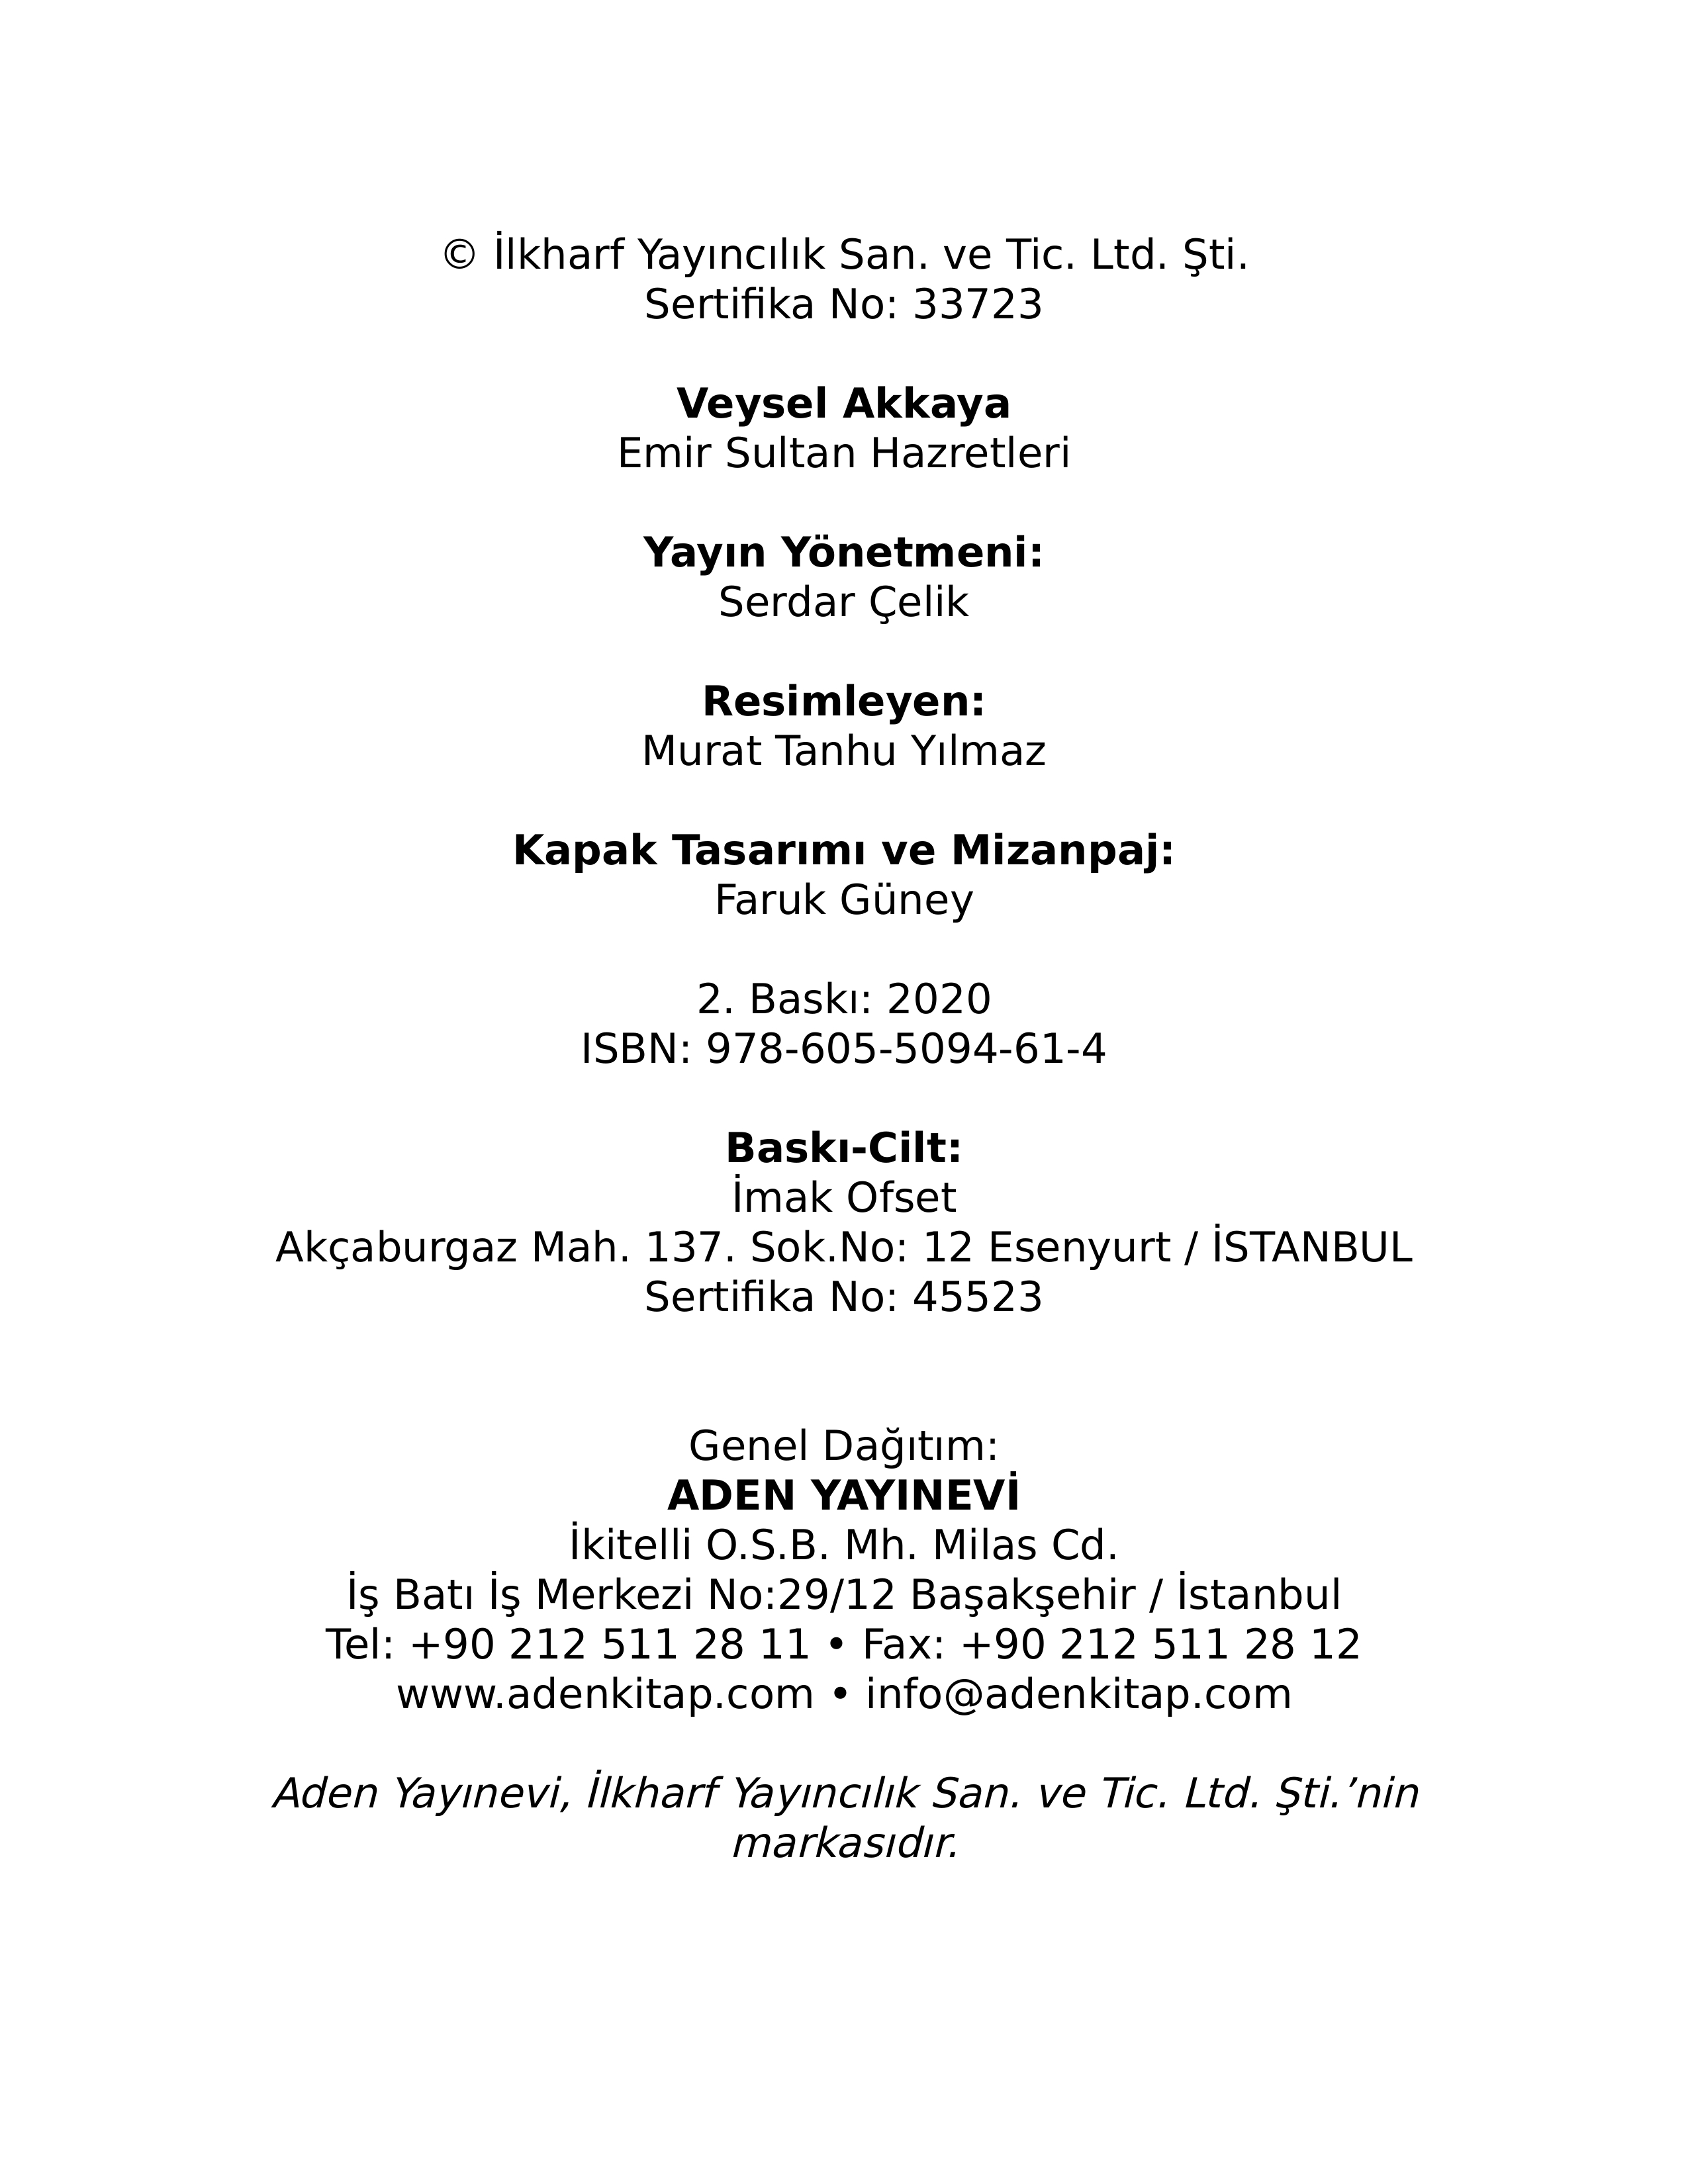 © İlkharf Yayıncılık San. ve Tic. Ltd. Şti.
Sertifika No: 33723
Veysel Akkaya
Emir Sultan Hazretleri
Yayın Yönetmeni:
Serdar Çelik
Resimleyen:
Murat Tanhu Yılmaz
Kapak Tasarımı ve Mizanpaj:
Faruk Güney
2. Baskı: 2020
ISBN: 978-605-5094-61-4
Baskı-Cilt:
İmak Ofset
Akçaburgaz Mah. 137. Sok.No: 12 Esenyurt / İSTANBUL
Sertifika No: 45523
Genel Dağıtım:
ADEN YAYINEVİ
İkitelli O.S.B. Mh. Milas Cd.
İş Batı İş Merkezi No:29/12 Başakşehir / İstanbul
Tel: +90 212 511 28 11 • Fax: +90 212 511 28 12
www.adenkitap.com • info@adenkitap.com
Aden Yayınevi, İlkharf Yayıncılık San. ve Tic. Ltd. Şti.’nin
markasıdır.